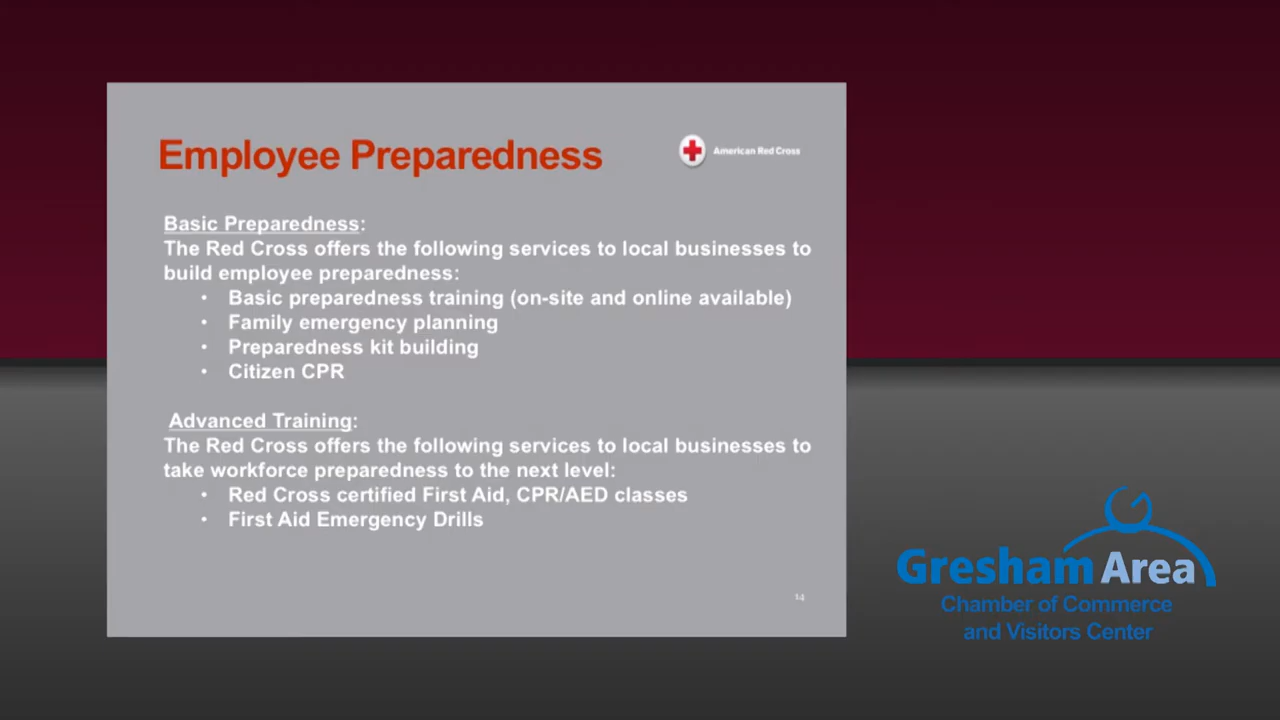 Employee Preparedness
American Red Cross
Basic Preparedness:
The Red Cross offers the following services to local businesses to
build employee preparedness:
• Basic preparedness training (on-site and online available)
• Family emergency planning
• Preparedness kit building
• Citizen CPR
Advanced Training:
The Red Cross offers the following services to local businesses to
take workforce preparedness to the next level:
• Red Cross certified First Aid, CPR/AED classes
• First Aid Emergency Drills
14
Gresham Area
Chamber of Commerce
and Visitors Center